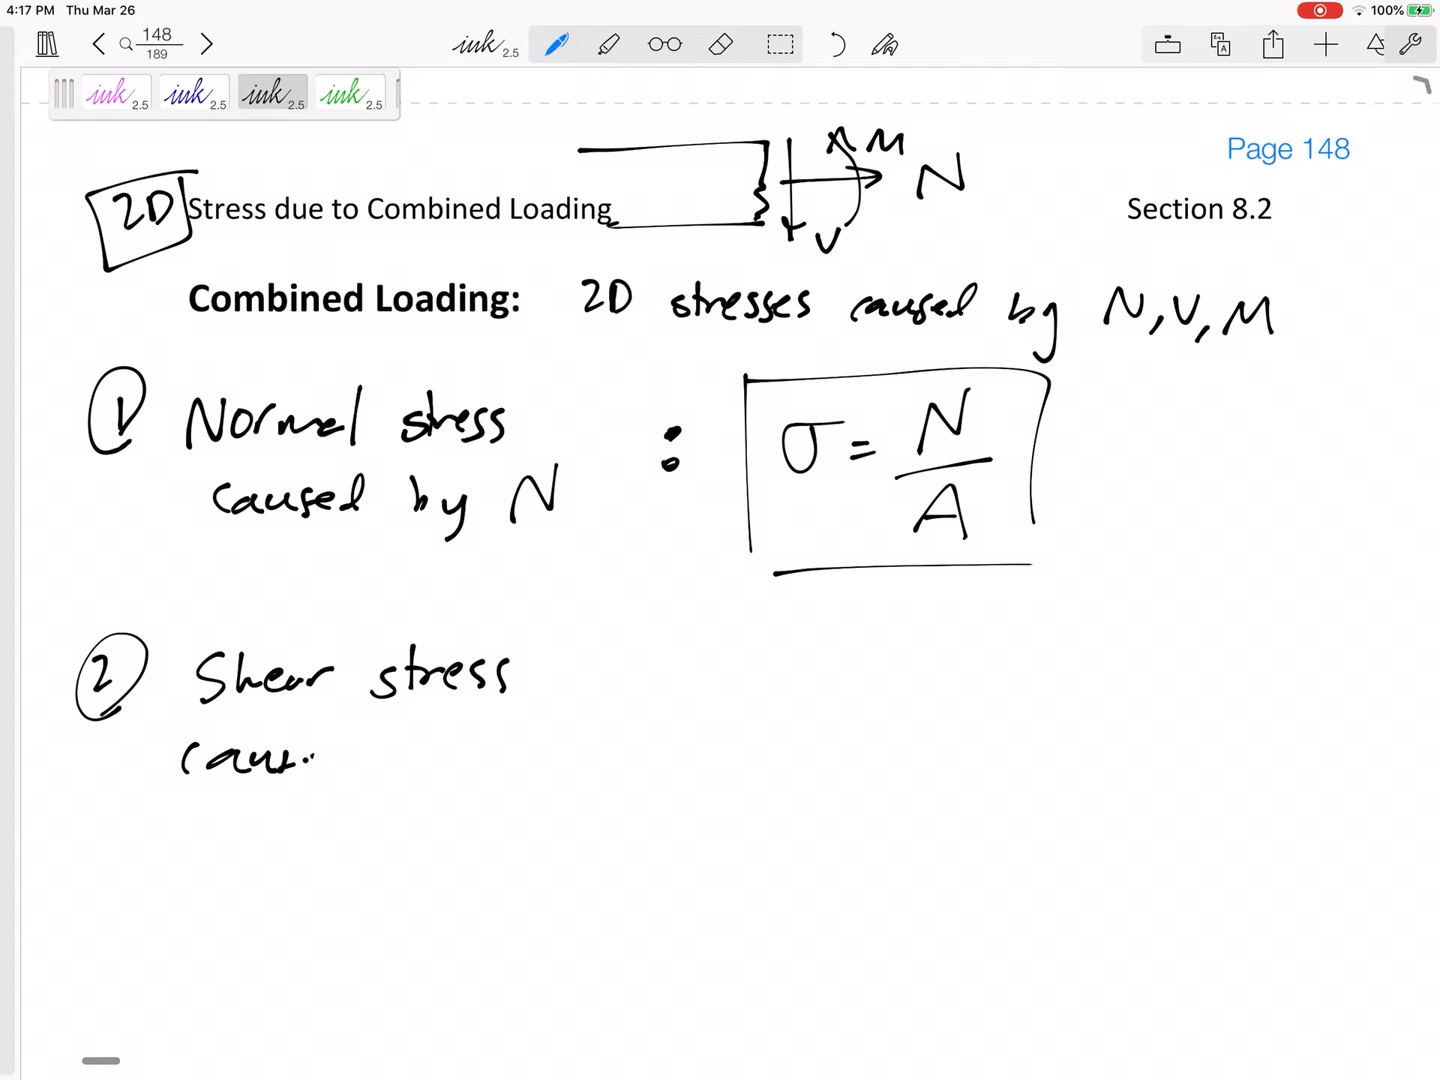 4:17 PM Thu Mar 26
100%
148
189
ink 2.5
ink 2.5 ink 2.5 ink 2.5 ink 2.5
M
N
V
Page 148
2D Stress due to Combined Loading
Section 8.2
Combined Loading: 2D stresses caused by N, V, M
1 Normal stress
caused by N
:
σ = N
A
2 Shear stress
caus